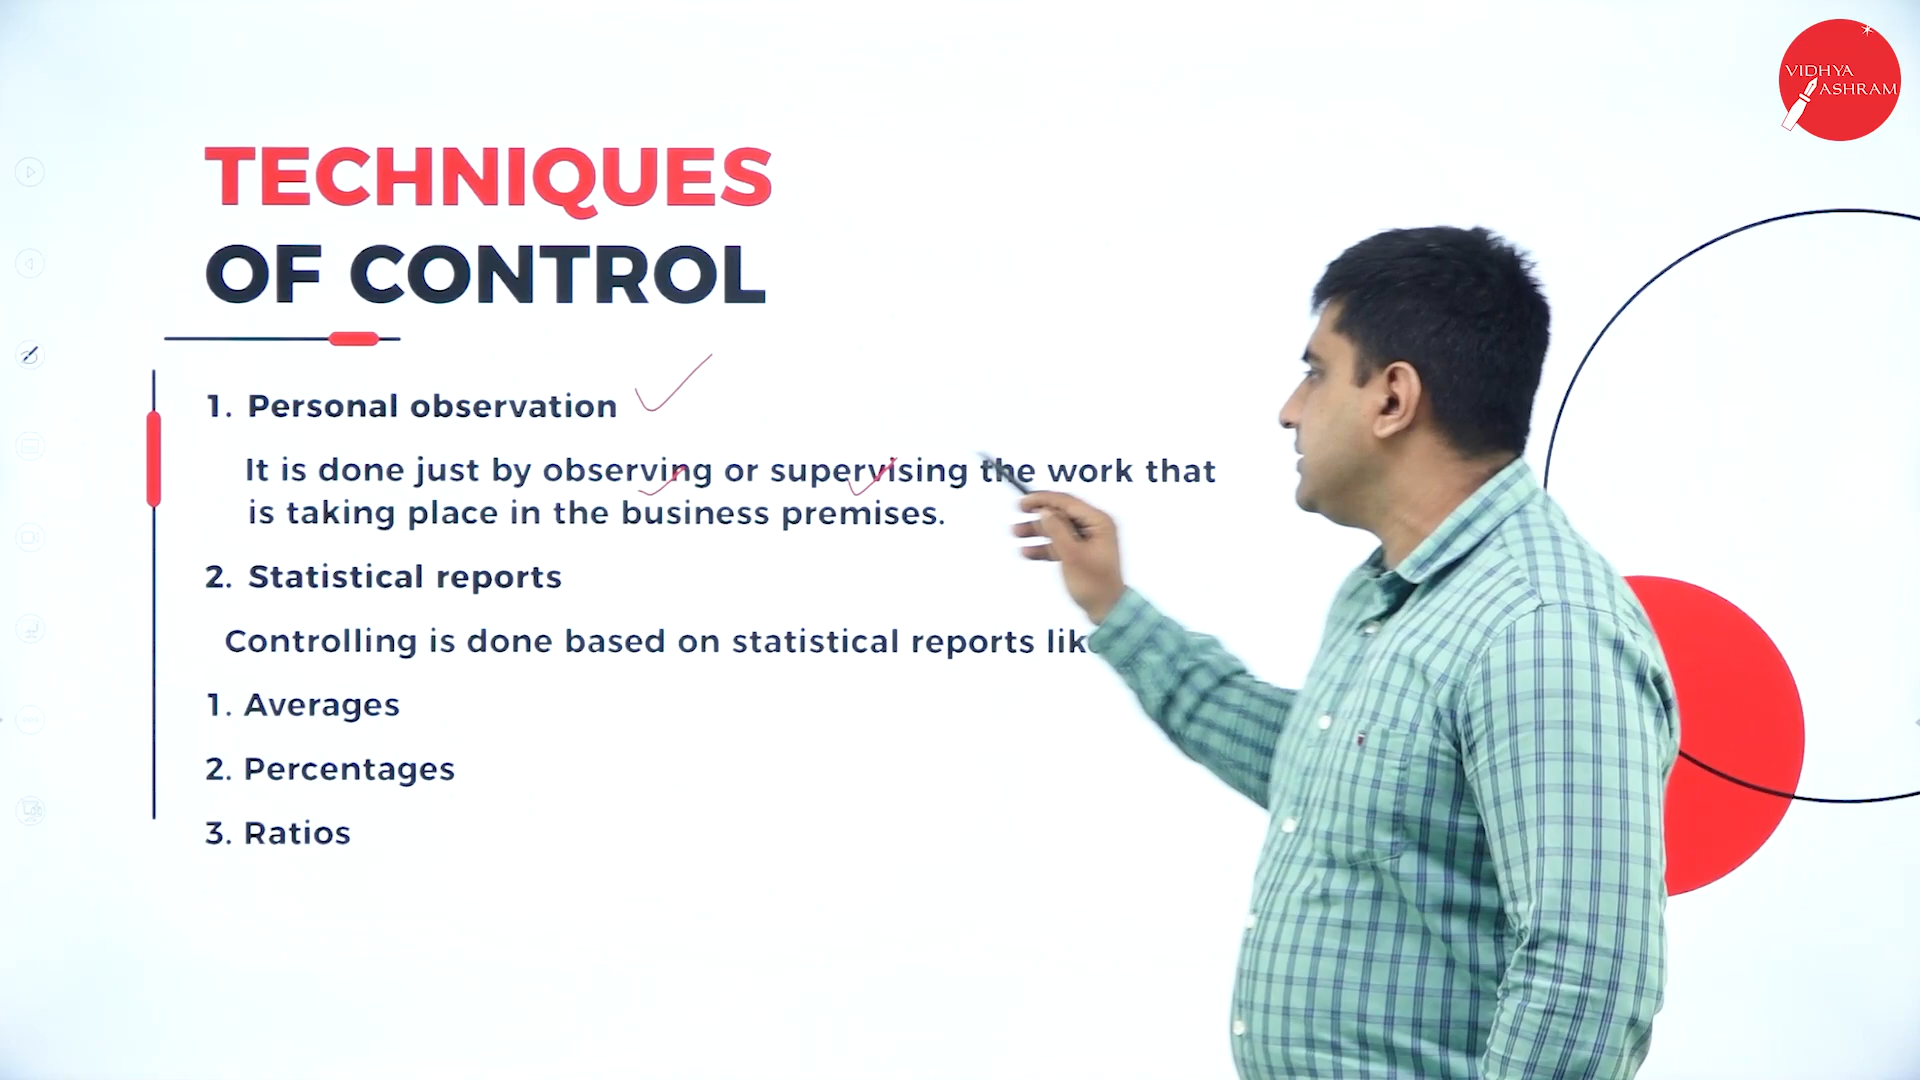 VIDHYA
ASHRAM
TECHNIQUES
OF CONTROL
1. Personal observation
It is done just by observing or supervising the work that
is taking place in the business premises.
2. Statistical reports
Controlling is done based on statistical reports like
1. Averages
2. Percentages
3. Ratios